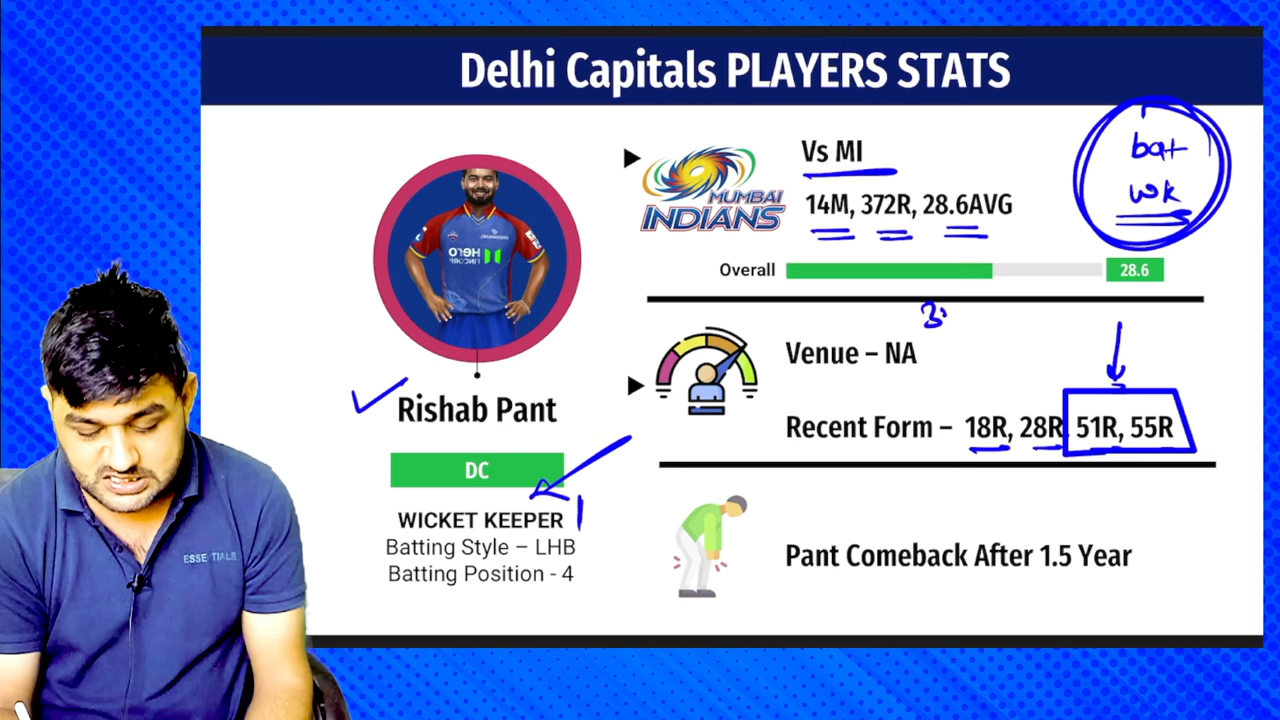 Delhi Capitals PLAYERS STATS
bat
wk
Vs MI
MUMBAI
INDIANS
14M, 372R, 28.6AVG
Overall
28.6
Venue – NA
Recent Form – 18R, 28R, 51R, 55R
Rishab Pant
DC
WICKET KEEPER
Batting Style – LHB
Batting Position - 4
Pant Comeback After 1.5 Year
ESSENTIALS